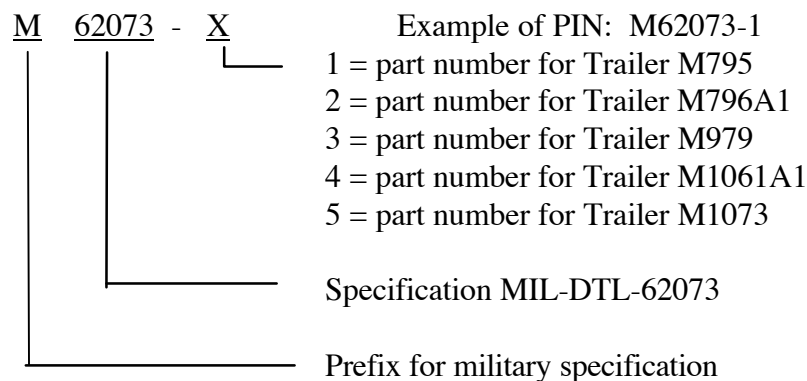 M 62073 - X Example of PIN: M62073-1
1 = part number for Trailer M795
2 = part number for Trailer M796A1
3 = part number for Trailer M979
4 = part number for Trailer M1061A1
5 = part number for Trailer M1073
Specification MIL-DTL-62073
Prefix for military specification